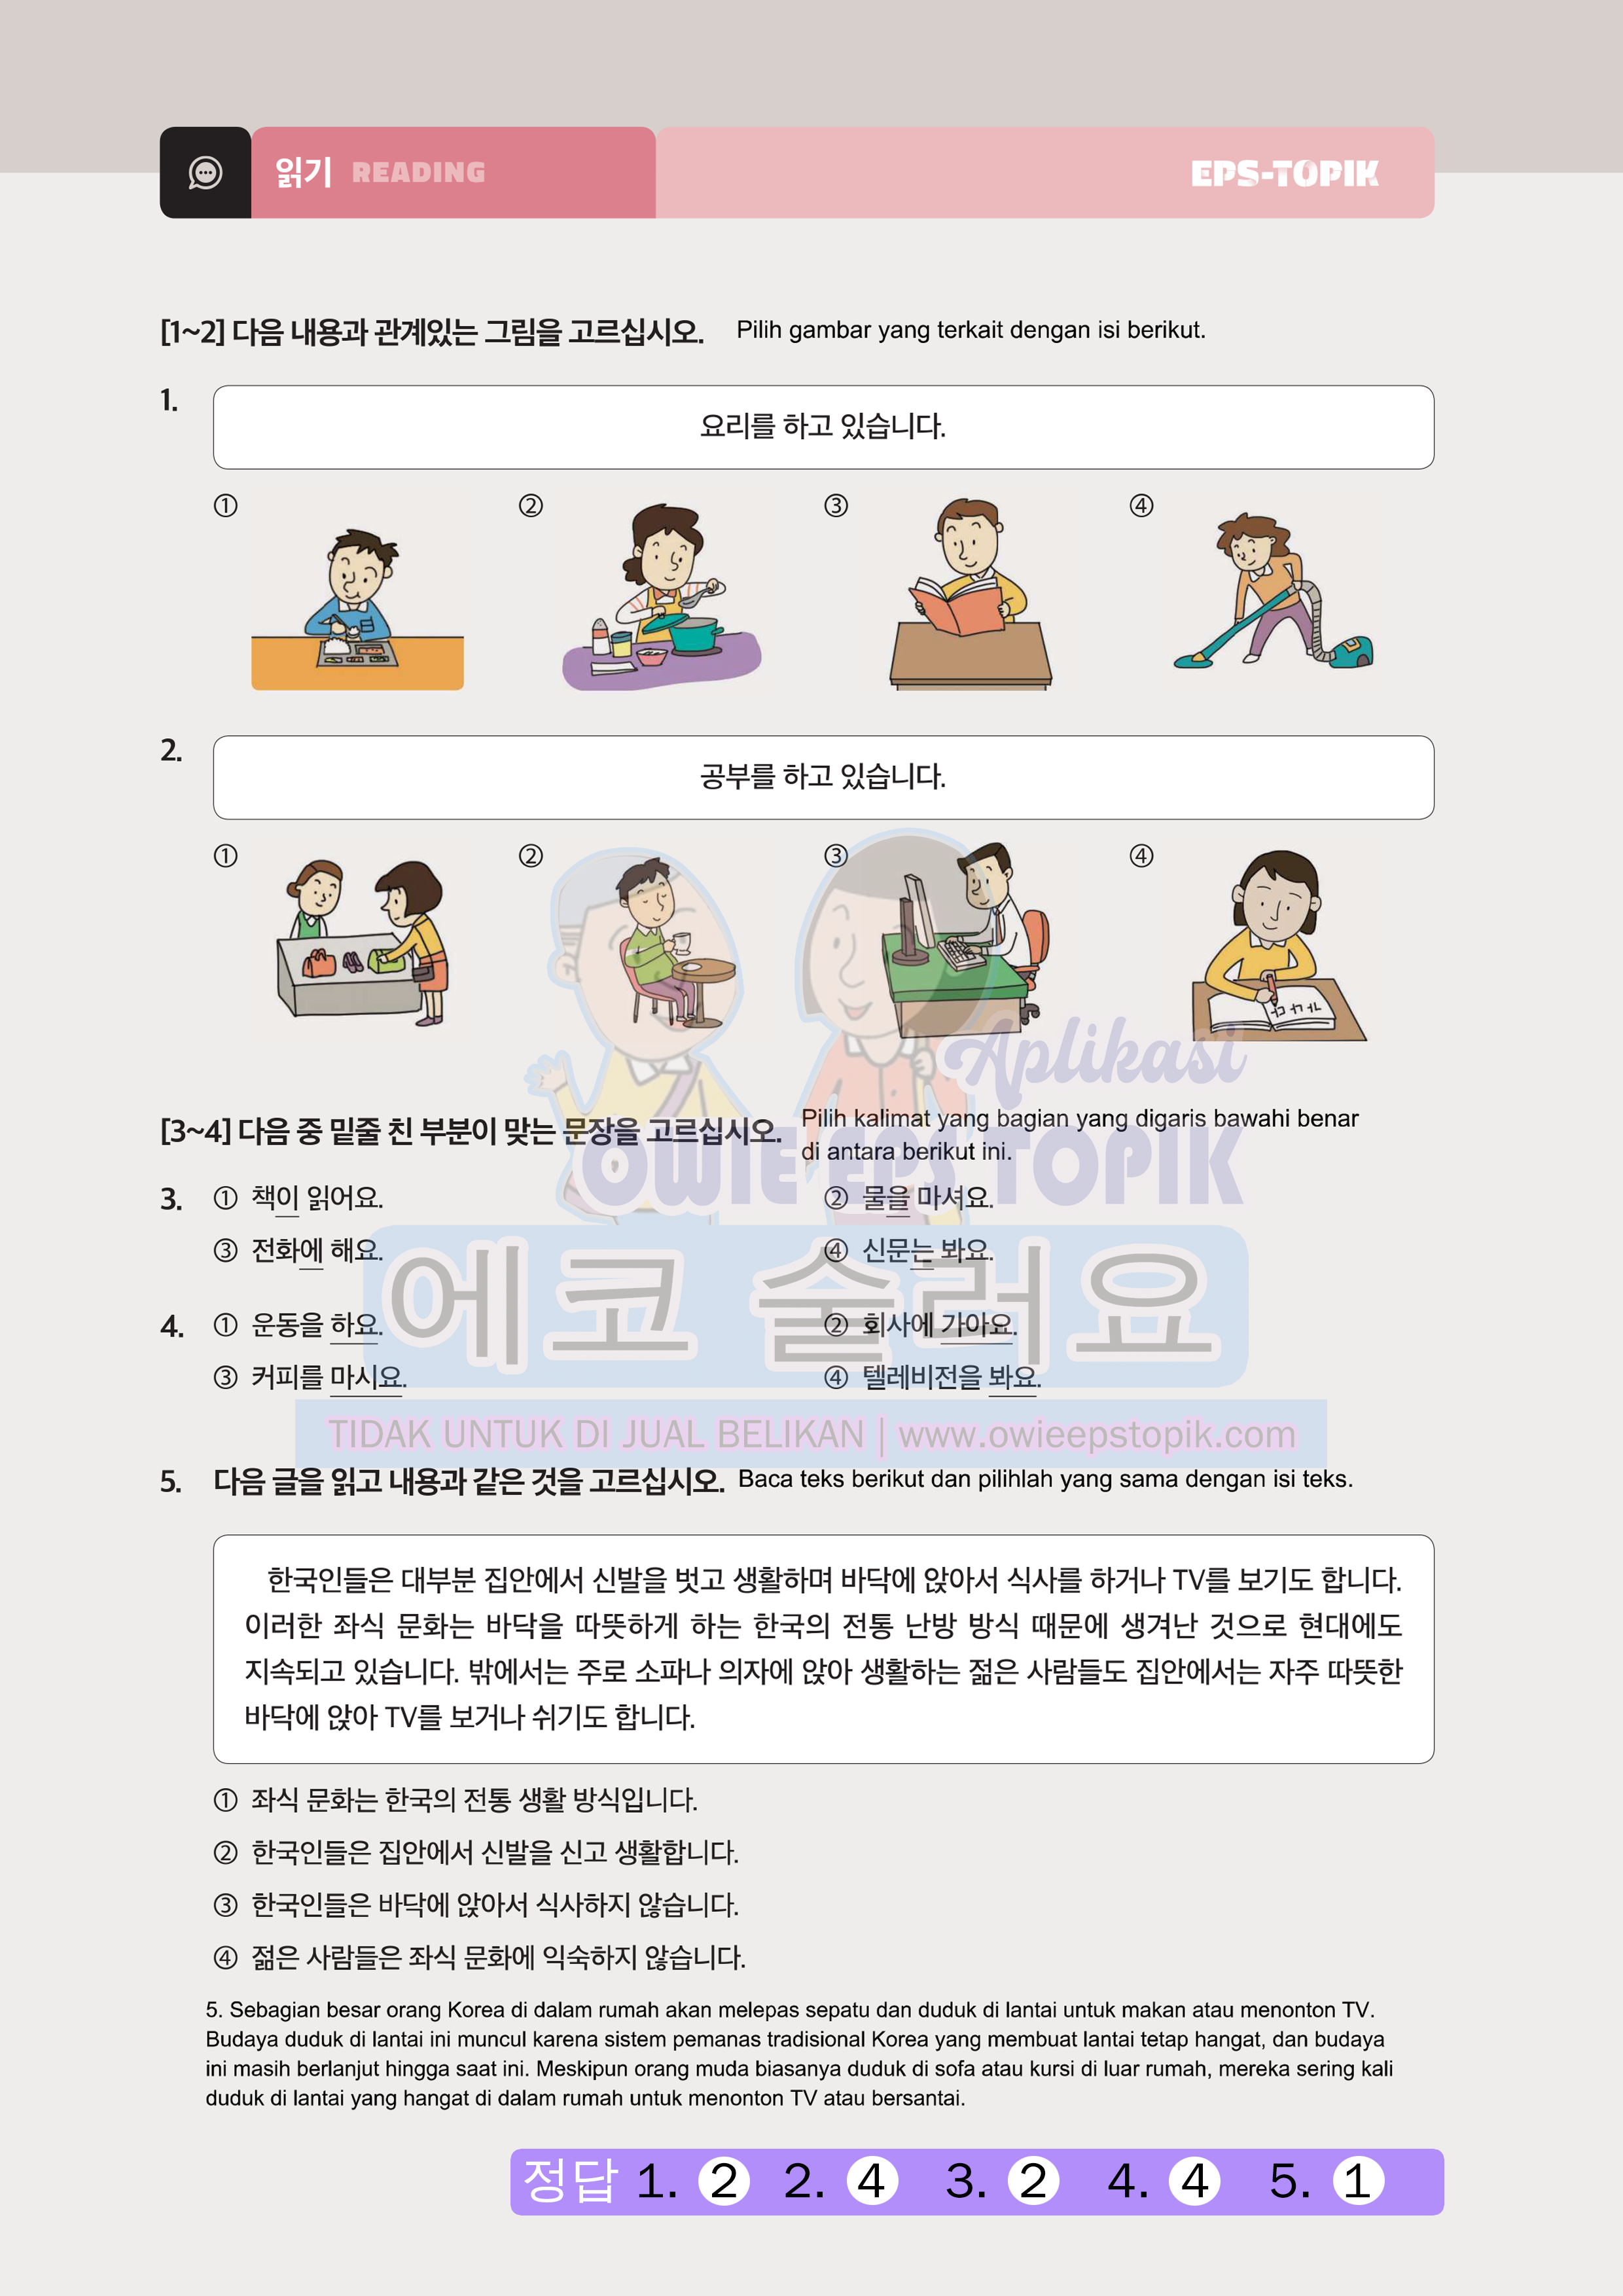 읽기 READING
EPS-TOPIK
[1~2] 다음 내용과 관계있는 그림을 고르십시오. Pilih gambar yang terkait dengan isi berikut.
1.
요리를 하고 있습니다.
① ② ③ ④
2.
공부를 하고 있습니다.
① ② ③ ④
Aplikasi
[3~4] 다음 중 밑줄 친 부분이 맞는 문장을 고르십시오. Pilih kalimat yang bagian yang digaris bawahi benar
di antara berikut ini.
OWIE EPS TOPIK
3. ① 책이 읽어요. ② 물을 마셔요.
③ 전화에 해요. ④ 신문는 봐요.
에코 술러요
4. ① 운동을 하요. ② 회사에 가아요.
③ 커피를 마시요. ④ 텔레비전을 봐요.
TIDAK UNTUK DI JUAL BELIKAN | www.owieepstopik.com
5. 다음 글을 읽고 내용과 같은 것을 고르십시오. Baca teks berikut dan pilihlah yang sama dengan isi teks.
한국인들은 대부분 집안에서 신발을 벗고 생활하며 바닥에 앉아서 식사를 하거나 TV를 보기도 합니다.
이러한 좌식 문화는 바닥을 따뜻하게 하는 한국의 전통 난방 방식 때문에 생겨난 것으로 현대에도
지속되고 있습니다. 밖에서는 주로 소파나 의자에 앉아 생활하는 젊은 사람들도 집안에서는 자주 따뜻한
바닥에 앉아 TV를 보거나 쉬기도 합니다.
① 좌식 문화는 한국의 전통 생활 방식입니다.
② 한국인들은 집안에서 신발을 신고 생활합니다.
③ 한국인들은 바닥에 앉아서 식사하지 않습니다.
④ 젊은 사람들은 좌식 문화에 익숙하지 않습니다.
5. Sebagian besar orang Korea di dalam rumah akan melepas sepatu dan duduk di lantai untuk makan atau menonton TV.
Budaya duduk di lantai ini muncul karena sistem pemanas tradisional Korea yang membuat lantai tetap hangat, dan budaya
ini masih berlanjut hingga saat ini. Meskipun orang muda biasanya duduk di sofa atau kursi di luar rumah, mereka sering kali
duduk di lantai yang hangat di dalam rumah untuk menonton TV atau bersantai.
정답 1. ② 2. ④ 3. ② 4. ④ 5. ①